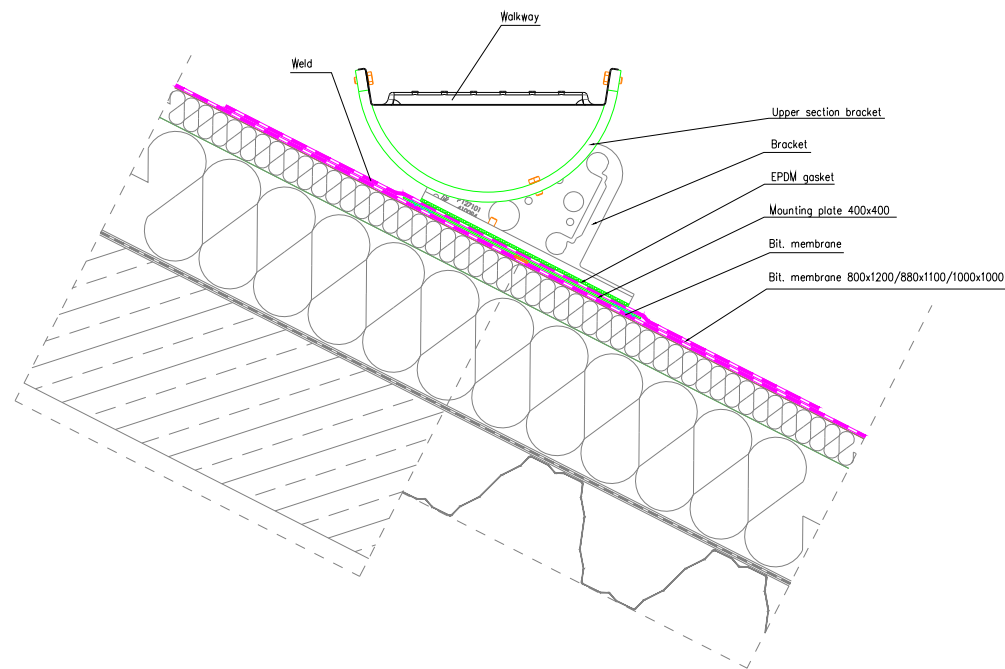 Walkway
Weld
Upper section bracket
Bracket
EPDM gasket
Mounting plate 400x400
Bit. membrane
Bit. membrane 800x1200/880x1100/1000x1000